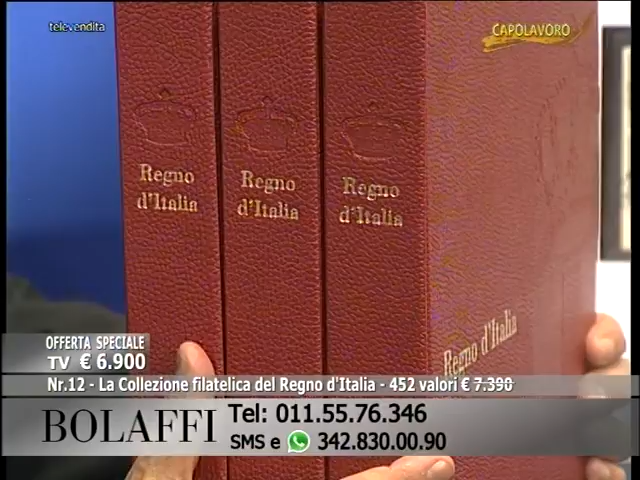 televendita
CAPOLAVORO
Regno
d'Italia
Regno
d'Italia
Regno
d'Italia
Regno d'Italia
OFFERTA SPECIALE
TV € 6.900
Nr.12 - La Collezione filatelica del Regno d'Italia - 452 valori € 7.390
BOLAFFI
Tel: 011.55.76.346
SMS e 342.830.00.90